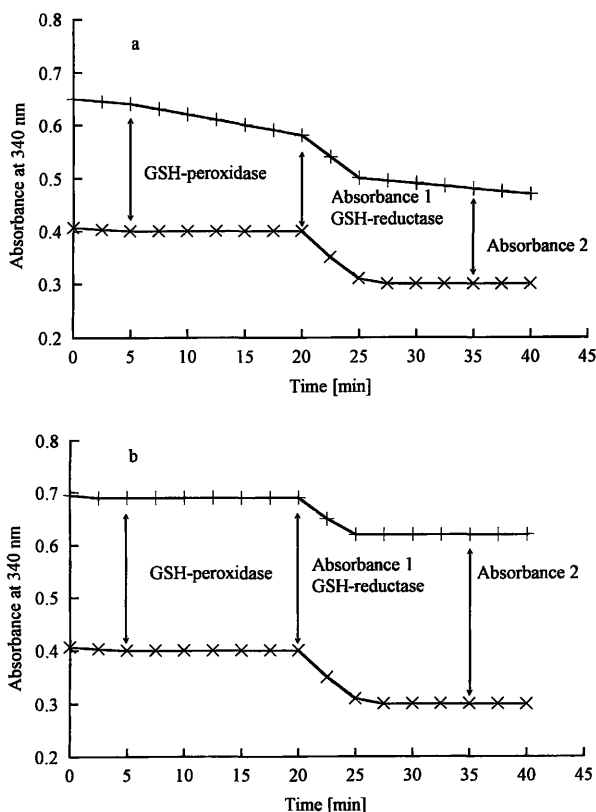 a
0.8
0.7
0.6
0.5
0.4
0.3
0.2
Absorbance at 340 nm
GSH-peroxidase
Absorbance 1
GSH-reductase
Absorbance 2
0 5 10 15 20 25 30 35 40 45
Time [min]
b
0.8
0.7
0.6
0.5
0.4
0.3
0.2
Absorbance at 340 nm
GSH-peroxidase
Absorbance 1
GSH-reductase
Absorbance 2
0 5 10 15 20 25 30 35 40 45
Time [min]